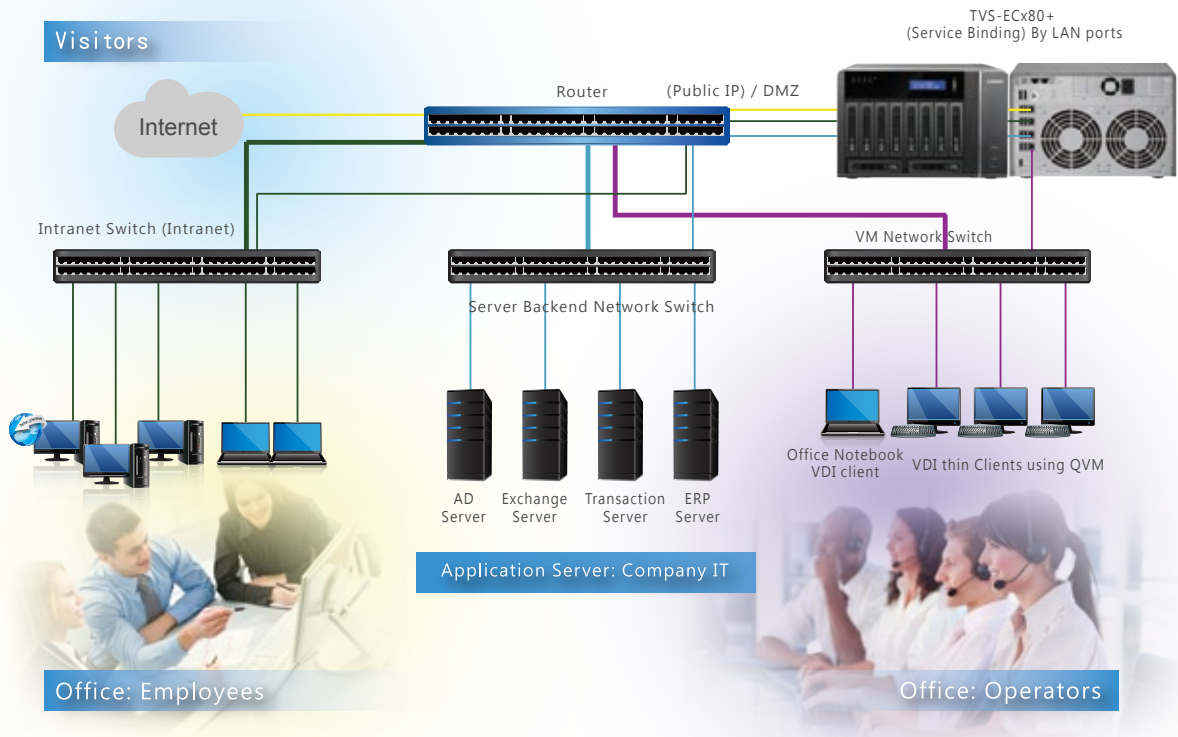 Visitors
TVS-ECx80+
(Service Binding) By LAN ports
Router
(Public IP) / DMZ
Internet
Intranet Switch (Intranet)
VM Network Switch
Server Backend Network Switch
Office Notebook
VDI client
VDI thin Clients using QVM
AD
Server
Exchange
Server
Transaction
Server
ERP
Server
Application Server: Company IT
Office: Employees
Office: Operators